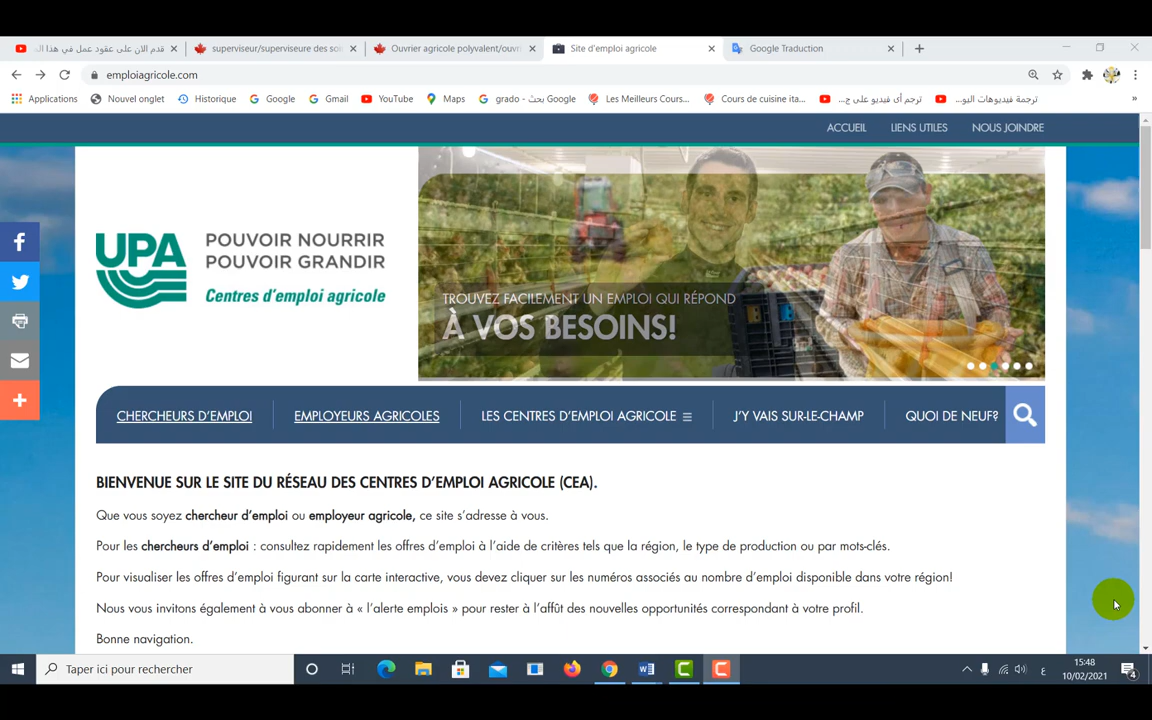 قدم الان على عقود عمل في هذا ال
superviseur/superviseure des so
Ouvrier agricole polyvalent/ouvri
Site d'emploi agricole
Google Traduction
emploiagricole.com
Applications
Nouvel onglet
Historique
Google
Gmail
YouTube
Maps
grado - بحث Google
Les Meilleurs Cours...
Cours de cuisine ita...
ترجم أى فيديو على ج...
ترجمة فيديوهات اليو...
»
ACCUEIL
LIENS UTILES
NOUS JOINDRE
UPA
POUVOIR NOURRIR
POUVOIR GRANDIR
Centres d'emploi agricole
TROUVEZ FACILEMENT UN EMPLOI QUI RÉPOND
À VOS BESOINS!
CHERCHEURS D'EMPLOI
EMPLOYEURS AGRICOLES
LES CENTRES D'EMPLOI AGRICOLE
J'Y VAIS SUR-LE-CHAMP
QUOI DE NEUF?
BIENVENUE SUR LE SITE DU RÉSEAU DES CENTRES D'EMPLOI AGRICOLE (CEA).
Que vous soyez chercheur d'emploi ou employeur agricole, ce site s'adresse à vous.
Pour les chercheurs d'emploi : consultez rapidement les offres d'emploi à l'aide de critères tels que la région, le type de production ou par mots-clés.
Pour visualiser les offres d'emploi figurant sur la carte interactive, vous devez cliquer sur les numéros associés au nombre d'emploi disponible dans votre région!
Nous vous invitons également à vous abonner à « l'alerte emplois » pour rester à l'affût des nouvelles opportunités correspondant à votre profil.
Bonne navigation.
Taper ici pour rechercher
ع
15:48
10/02/2021
4